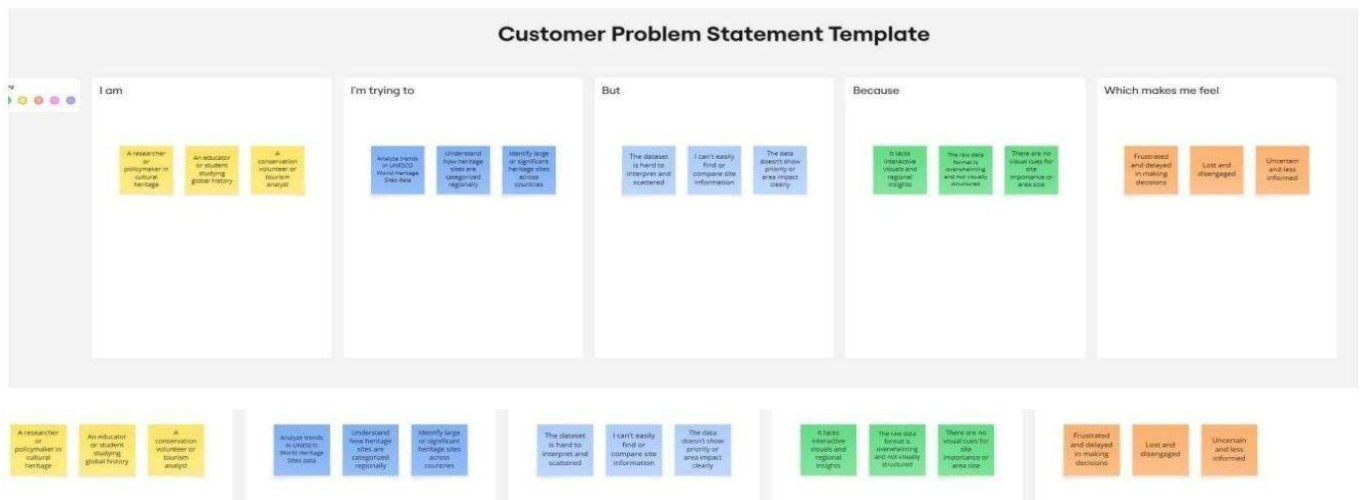 Customer Problem Statement Template
I am
I'm trying to
But
Because
Which makes me feel
A researcher
or
policymaker in
cultural
heritage
An educator
or student
studying
global history
A
conservation
volunteer or
tourism
analyst
Analyze trends
in UNESCO
World Heritage
Sites data
Understand
how heritage
sites are
categorized
regionally
Identify large
or significant
heritage sites
across
countries
The dataset
is hard to
interpret and
scattered
I can't easily
find or
compare site
information
The data
doesn't show
priority or
area impact
clearly
It lacks
interactive
visuals and
regional
insights
The raw data
format is
overwhelming
and not visually
structured
There are no
visual cues for
site
importance or
area size
Frustrated
and delayed
in making
decisions
Lost and
disengaged
Uncertain
and less
informed
A researcher
or
policymaker in
cultural
heritage
An educator
or student
studying
global history
A
conservation
volunteer or
tourism
analyst
Analyze trends
in UNESCO
World Heritage
Sites data
Understand
how heritage
sites are
categorized
regionally
Identify large
or significant
heritage sites
across
countries
The dataset
is hard to
interpret and
scattered
I can't easily
find or
compare site
information
The data
doesn't show
priority or
area impact
clearly
It lacks
interactive
visuals and
regional
insights
The raw data
format is
overwhelming
and not visually
structured
There are no
visual cues for
site
importance or
area size
Frustrated
and delayed
in making
decisions
Lost and
disengaged
Uncertain
and less
informed